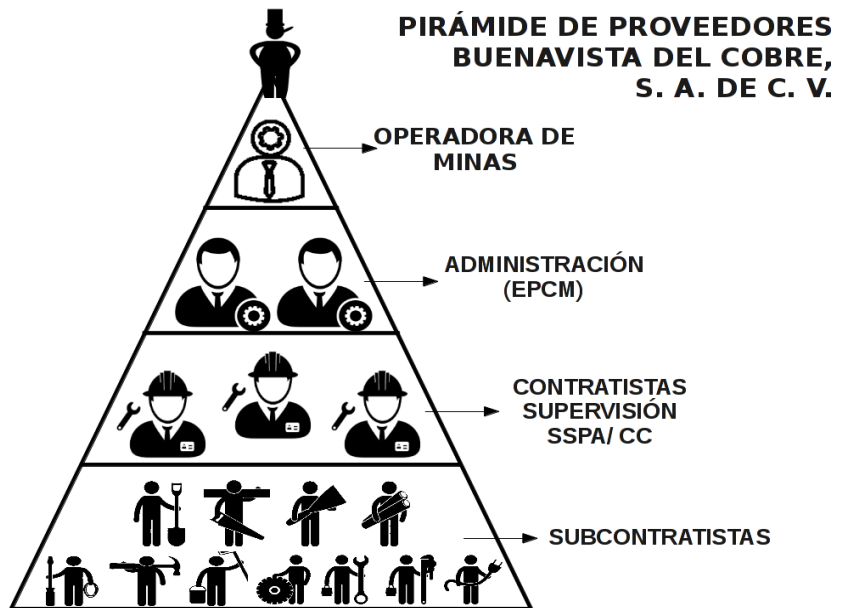 PIRÁMIDE DE PROVEEDORES
BUENAVISTA DEL COBRE,
S. A. DE C. V.
OPERADORA DE
MINAS
ADMINISTRACIÓN
(EPCM)
CONTRATISTAS
SUPERVISIÓN
SSPA/ CC
SUBCONTRATISTAS